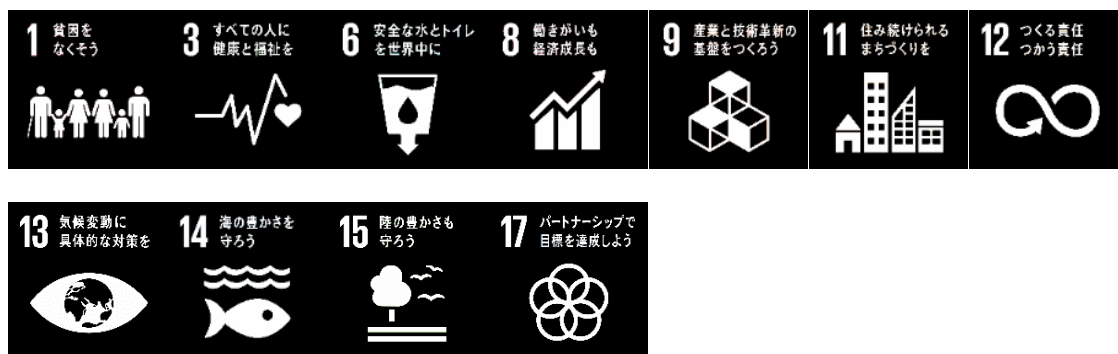 1 貧困を
なくそう
3 すべての人に
健康と福祉を
6 安全な水とトイレ
を世界中に
8 働きがいも
経済成長も
9 産業と技術革新の
基盤をつくろう
11 住み続けられる
まちづくりを
12 つくる責任
つかう責任
13 気候変動に
具体的な対策を
14 海の豊かさを
守ろう
15 陸の豊かさも
守ろう
17 パートナーシップで
目標を達成しよう